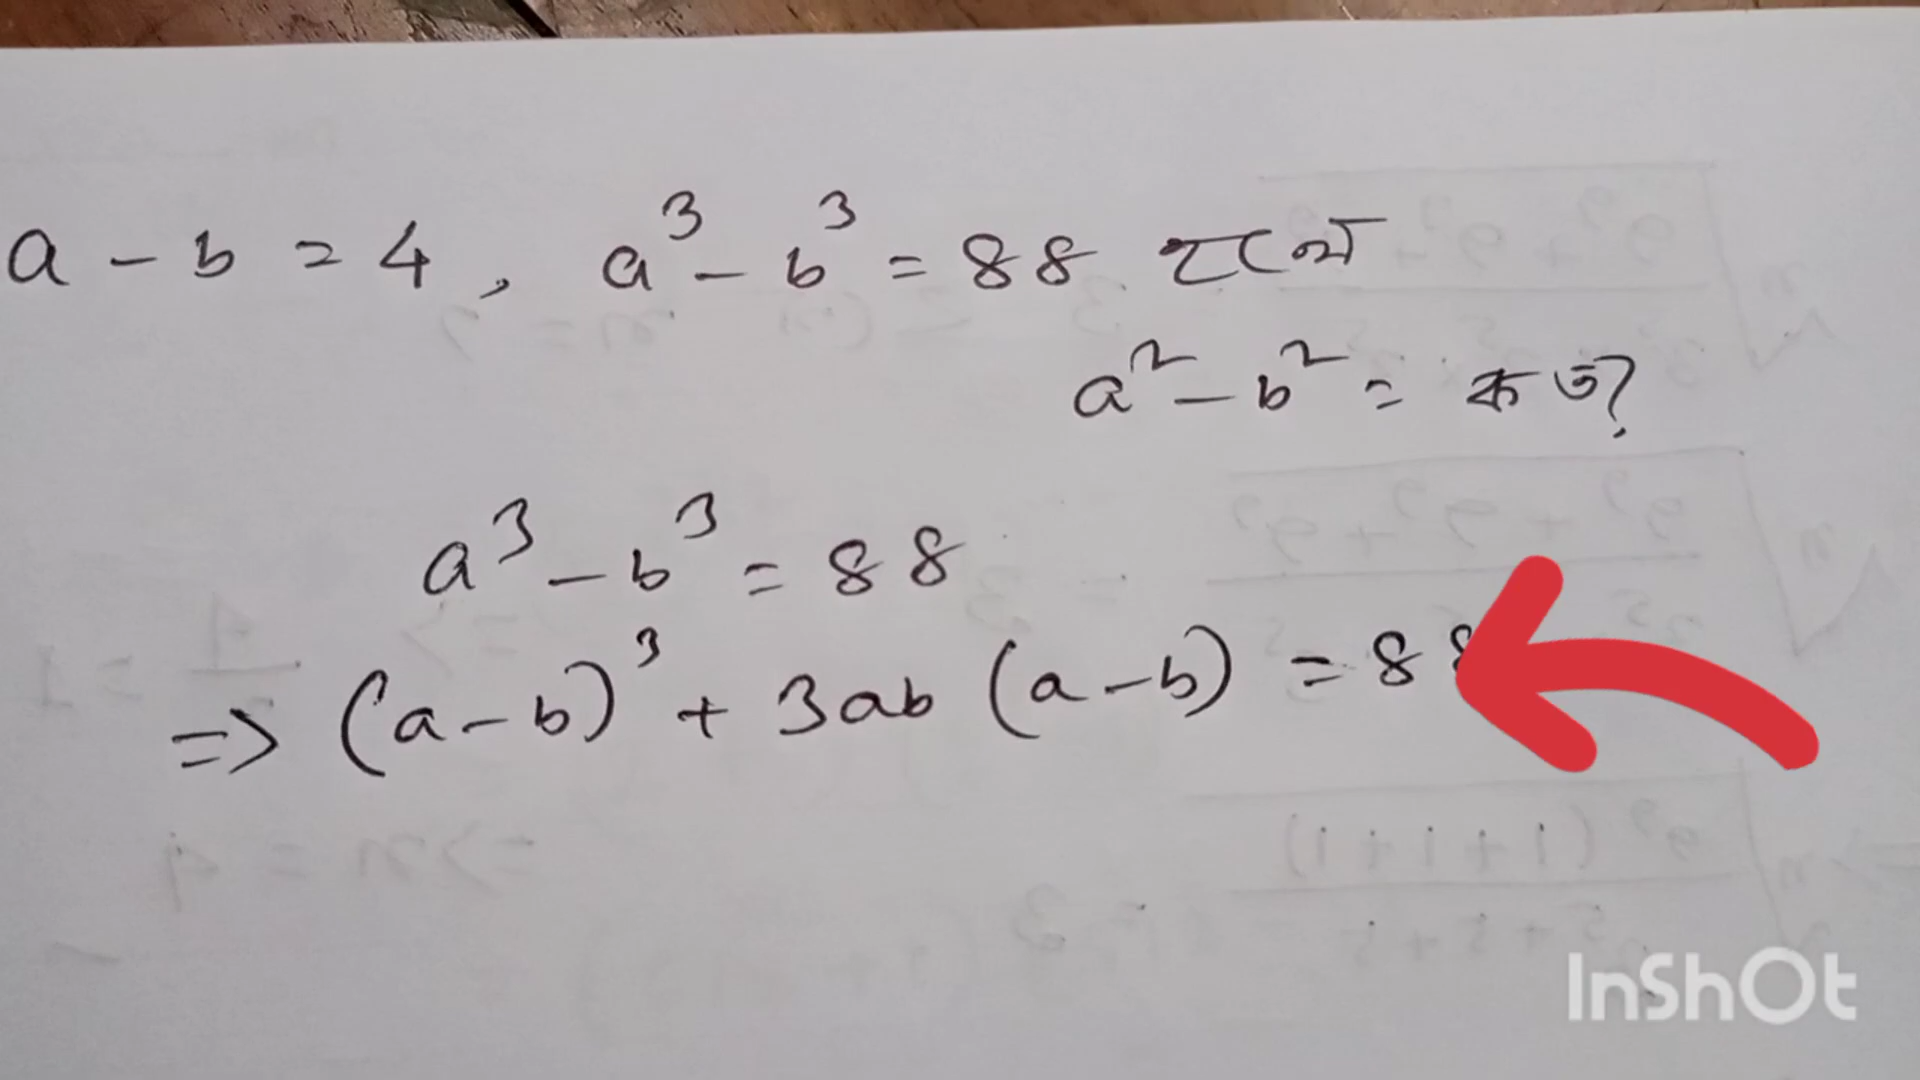 a - b = 4, a³ - b³ = 88 হলে
a² - b² = কত?
a³ - b³ = 88
=> (a - b)³ + 3ab (a - b) = 88
InShOt